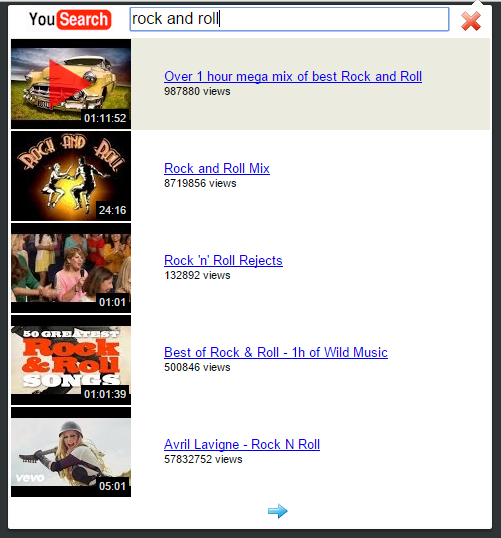 You Search
rock and roll
01:11:52
Over 1 hour mega mix of best Rock and Roll
987880 views
ROCK AND ROLL
24:16
Rock and Roll Mix
8719856 views
01:01
Rock 'n' Roll Rejects
132892 views
50 GREATEST
Rock
& Roll
SONGS
01:01:39
Best of Rock & Roll - 1h of Wild Music
500846 views
vevo
05:01
Avril Lavigne - Rock N Roll
57832752 views